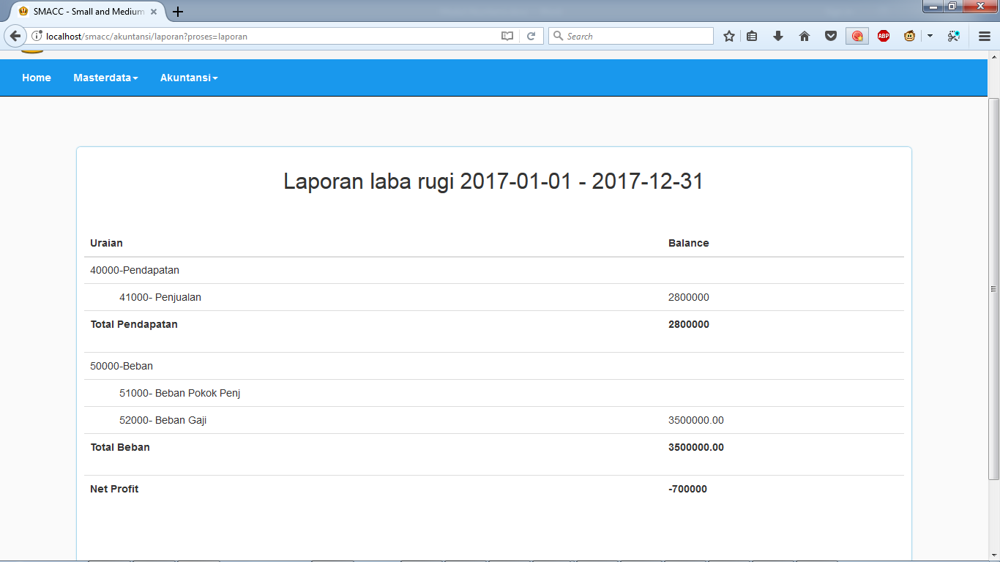 SMACC - Small and Medium
localhost/smacc/akuntansi/laporan?proses=laporan
Search
ABP
Home Masterdata Akuntansi
Laporan laba rugi 2017-01-01 - 2017-12-31
Uraian Balance
40000-Pendapatan
41000- Penjualan 2800000
Total Pendapatan 2800000
50000-Beban
51000- Beban Pokok Penj
52000- Beban Gaji 3500000.00
Total Beban 3500000.00
Net Profit -700000